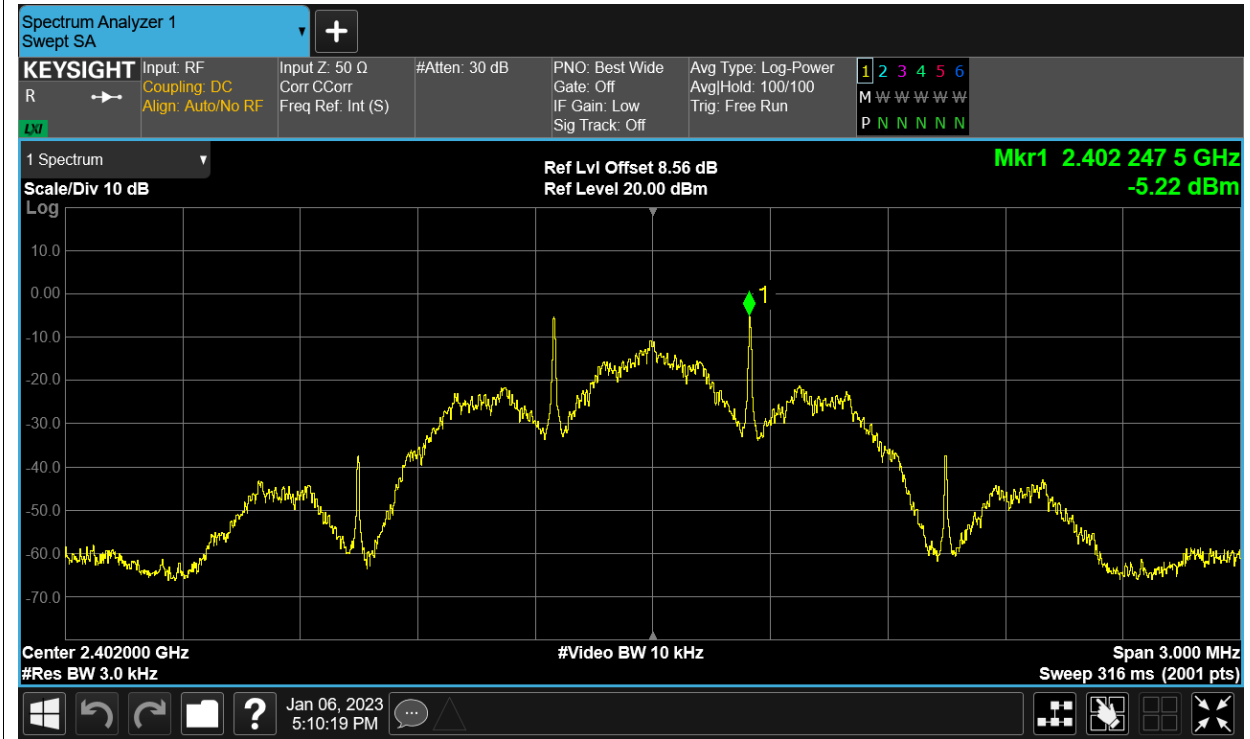 Spectrum Analyzer 1
Swept SA
KEYSIGHT
R
LXI
Input: RF
Coupling: DC
Align: Auto/No RF
Input Z: 50 Ω
Corr CCorr
Freq Ref: Int (S)
#Atten: 30 dB
PNO: Best Wide
Gate: Off
IF Gain: Low
Sig Track: Off
Avg Type: Log-Power
Avg|Hold: 100/100
Trig: Free Run
1 2 3 4 5 6
M W W W W W W
P N N N N N N
1 Spectrum
Scale/Div 10 dB
Log
Ref Lvl Offset 8.56 dB
Ref Level 20.00 dBm
Mkr1 2.402 247 5 GHz
-5.22 dBm
10.0
0.00
-10.0
-20.0
-30.0
-40.0
-50.0
-60.0
-70.0
1
Center 2.402000 GHz
#Res BW 3.0 kHz
#Video BW 10 kHz
Span 3.000 MHz
Sweep 316 ms (2001 pts)
?
Jan 06, 2023
5:10:19 PM